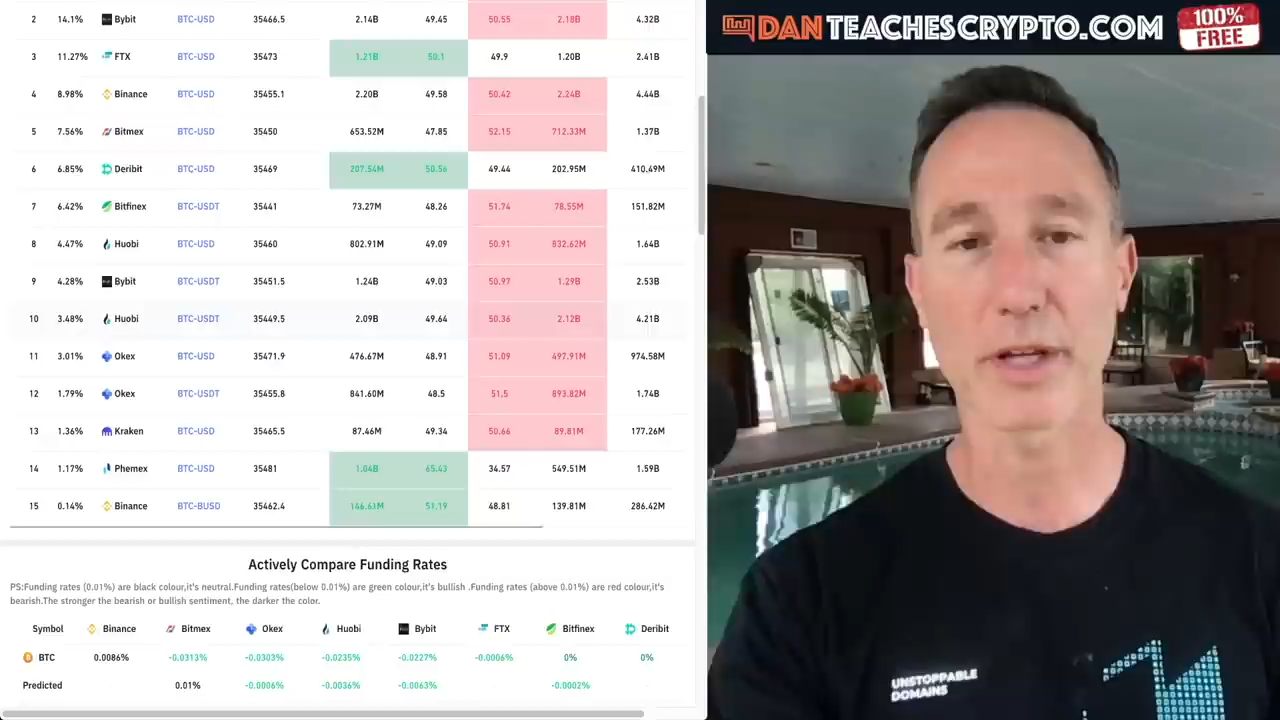 2 14.1% Bybit BTC-USD 35466.5 2.14B 49.45 50.55 2.18B 4.32B
3 11.27% FTX BTC-USD 35473 1.21B 50.1 49.9 1.20B 2.41B
4 8.98% Binance BTC-USD 35455.1 2.20B 49.58 50.42 2.24B 4.44B
5 7.56% Bitmex BTC-USD 35450 653.52M 47.85 52.15 712.33M 1.37B
6 6.85% Deribit BTC-USD 35469 207.54M 50.56 49.44 202.95M 410.49M
7 6.42% Bitfinex BTC-USDT 35441 73.27M 48.26 51.74 78.55M 151.82M
8 4.47% Huobi BTC-USD 35460 802.91M 49.09 50.91 832.62M 1.64B
9 4.28% Bybit BTC-USDT 35451.5 1.24B 49.03 50.97 1.29B 2.53B
10 3.48% Huobi BTC-USDT 35449.5 2.09B 49.64 50.36 2.12B 4.21B
11 3.01% Okex BTC-USD 35471.9 476.67M 48.91 51.09 497.91M 974.58M
12 1.79% Okex BTC-USDT 35455.8 841.60M 48.5 51.5 893.82M 1.74B
13 1.36% Kraken BTC-USD 35465.5 87.46M 49.34 50.66 89.81M 177.26M
14 1.17% Phemex BTC-USD 35481 1.04B 65.43 34.57 549.51M 1.59B
15 0.14% Binance BTC-BUSD 35462.4 146.61M 51.19 48.81 139.81M 286.42M
Actively Compare Funding Rates
PS:Funding rates (0.01%) are black colour,it's neutral.Funding rates(below 0.01%) are green colour,it's bullish .Funding rates (above 0.01%) are red colour,it's
bearish.The stronger the bearish or bullish sentiment, the darker the color.
Symbol Binance Bitmex Okex Huobi Bybit FTX Bitfinex Deribit
BTC 0.0086% -0.0313% -0.0303% -0.0235% -0.0227% -0.0006% 0% 0%
Predicted 0.01% -0.0006% -0.0036% -0.0063% -0.0002%
DANTEACHESCRYPTO.COM
100%
FREE
UNSTOPPABLE
DOMAINS